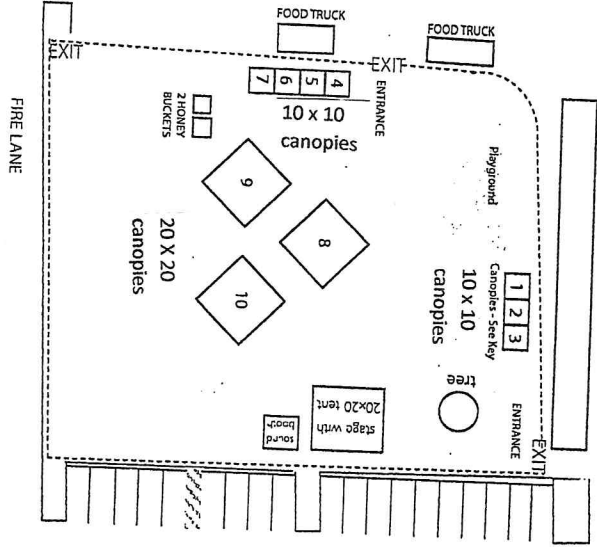 FOOD TRUCK
FOOD TRUCK
EXIT
EXIT
ENTRANCE
7
6
5
4
10 x 10
canopies
2 HONEY
BUCKETS
Playground
FIRE LANE
9
8
10
20 X 20
canopies
1
2
3
Canopies - See Key
10 x 10
canopies
tree
ENTRANCE
EXIT
stage with
20x20 tent
sound
booth